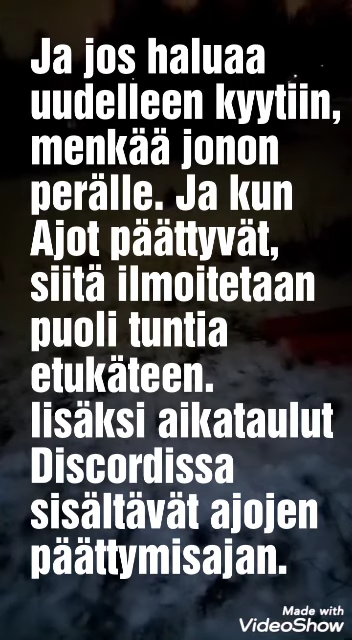 Ja jos haluaa
uudelleen kyytiin,
menkää jonon
perälle. Ja kun
Ajot päättyvät,
siitä ilmoitetaan
puoli tuntia
etukäteen.
lisäksi aikataulut
Discordissa
sisältävät ajojen
päättymisajan.
Made with
VideoShow